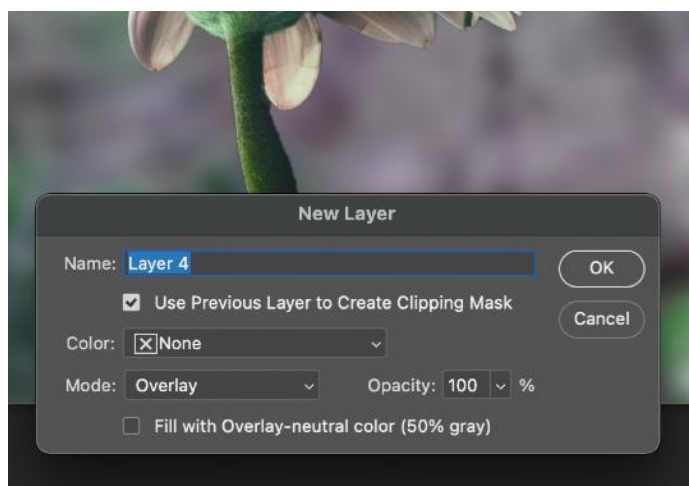 New Layer
Name: Layer 4
OK
Use Previous Layer to Create Clipping Mask
Cancel
Color: None
Mode: Overlay Opacity: 100 %
Fill with Overlay-neutral color (50% gray)